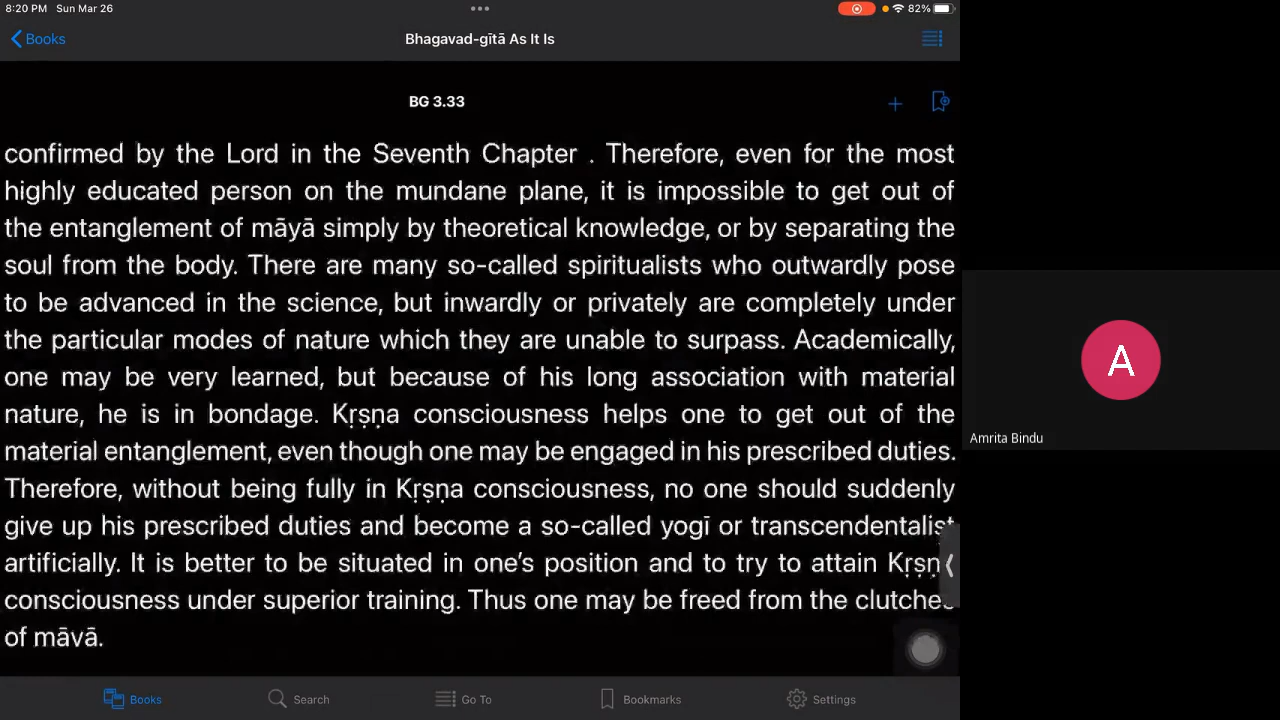 8:20 PM Sun Mar 26
82%
Books
Bhagavad-gītā As It Is
BG 3.33
confirmed by the Lord in the Seventh Chapter . Therefore, even for the most
highly educated person on the mundane plane, it is impossible to get out of
the entanglement of māyā simply by theoretical knowledge, or by separating the
soul from the body. There are many so-called spiritualists who outwardly pose
to be advanced in the science, but inwardly or privately are completely under
the particular modes of nature which they are unable to surpass. Academically,
one may be very learned, but because of his long association with material
nature, he is in bondage. Kṛṣṇa consciousness helps one to get out of the
material entanglement, even though one may be engaged in his prescribed duties.
Therefore, without being fully in Kṛṣṇa consciousness, no one should suddenly
give up his prescribed duties and become a so-called yogī or transcendentalist
artificially. It is better to be situated in one's position and to try to attain Kṛṣṇ
consciousness under superior training. Thus one may be freed from the clutches
of māyā.
A
Amrita Bindu
Books Search Go To Bookmarks Settings